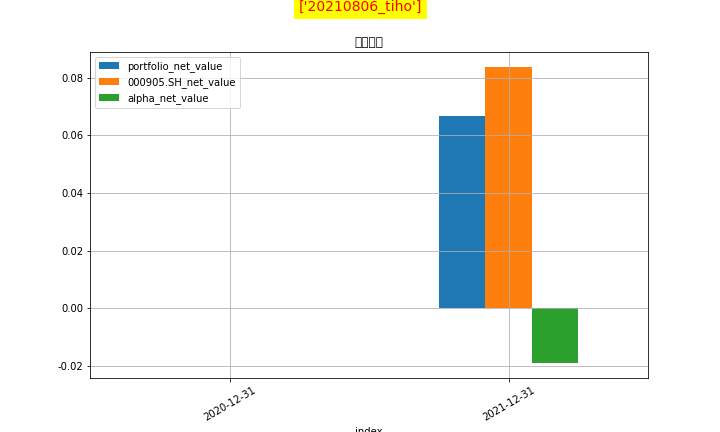 ['20210806_tiho']
portfolio_net_value
000905.SH_net_value
alpha_net_value
0.08
0.06
0.04
0.02
0.00
-0.02
2020-12-31
2021-12-31
index